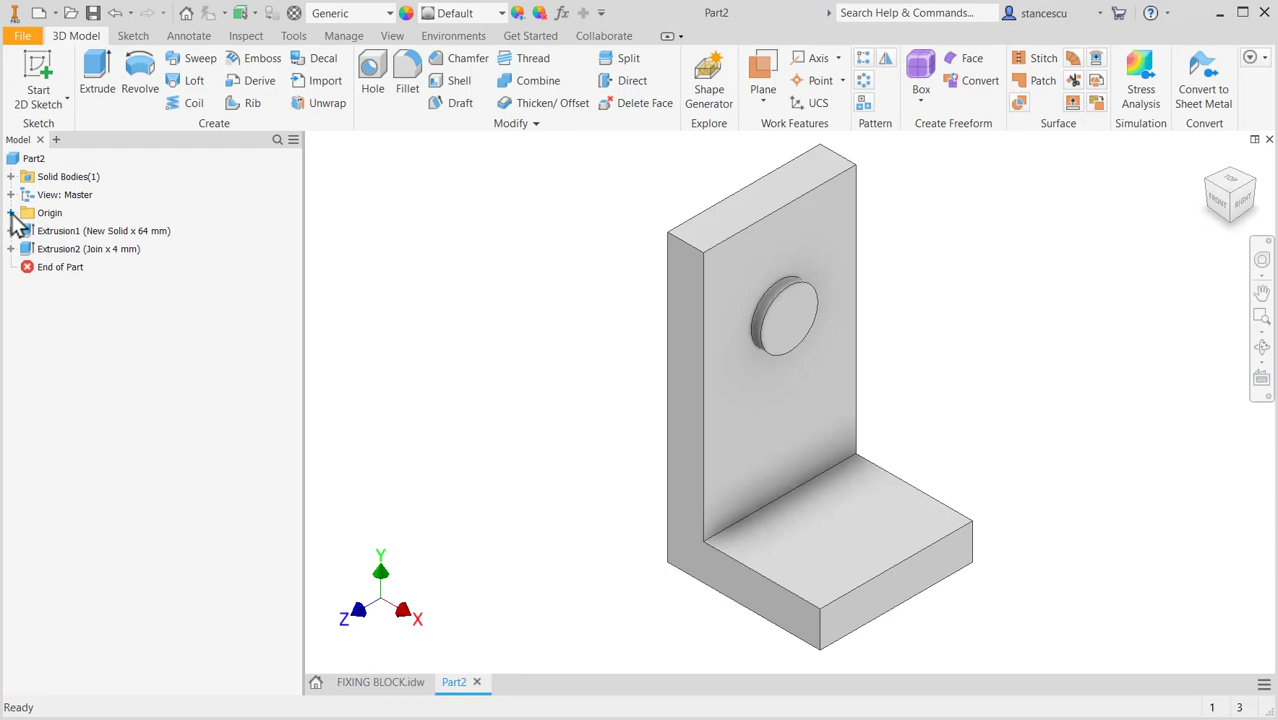 PRO
Generic
Default
Part2
Search Help & Commands...
stancescu
File
3D Model
Sketch
Annotate
Inspect
Tools
Manage
View
Environments
Get Started
Collaborate
Start
2D Sketch
Sketch
Extrude
Revolve
Sweep
Loft
Coil
Emboss
Derive
Rib
Decal
Import
Unwrap
Create
Hole
Fillet
Chamfer
Shell
Draft
Thread
Combine
Thicken/ Offset
Split
Direct
Delete Face
Modify
Shape
Generator
Explore
Plane
Axis
Point
UCS
Work Features
Pattern
Box
Face
Convert
Create Freeform
Stitch
Patch
Surface
Stress
Analysis
Simulation
Convert to
Sheet Metal
Convert
Model
Part2
Solid Bodies(1)
View: Master
Origin
Extrusion1 (New Solid x 64 mm)
Extrusion2 (Join x 4 mm)
End of Part
TOP
FRONT
RIGHT
Y
Z
X
FIXING BLOCK.idw
Part2
Ready
1
3